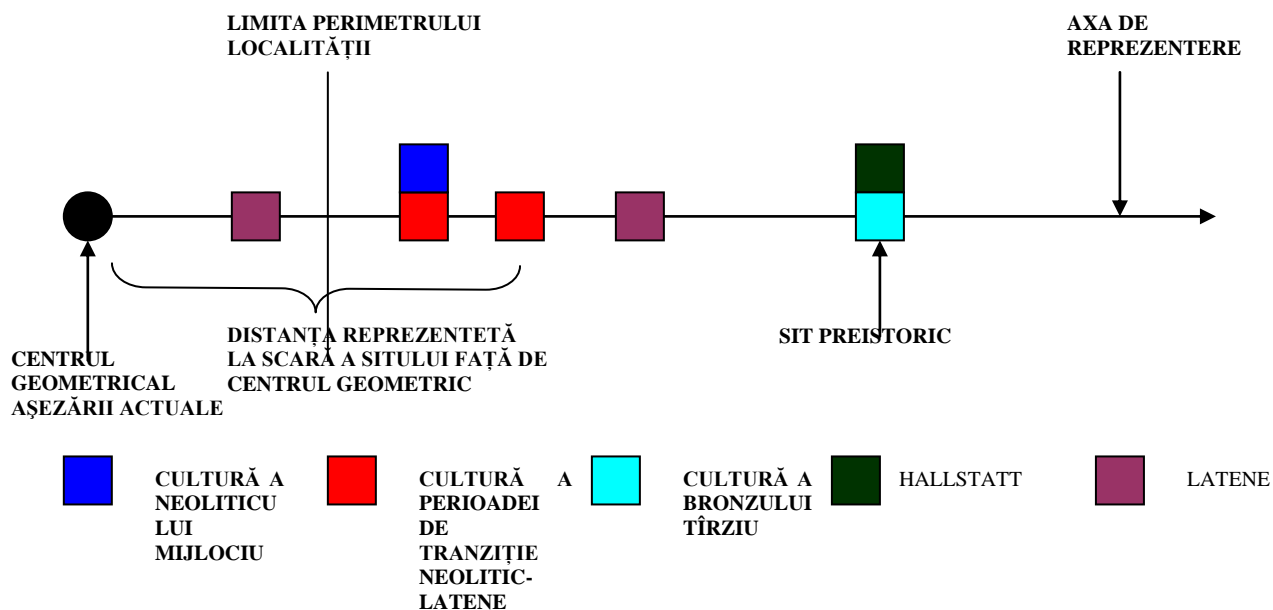 LIMITA PERIMETRULUI
LOCALITĂȚII
AXA DE
REPREZENTERE
DISTANȚA REPREZENTETĂ
LA SCARĂ A SITULUI FAȚĂ DE
CENTRUL GEOMETRIC
SIT PREISTORIC
CENTRUL
GEOMETRICAL
AȘEZĂRII ACTUALE
CULTURĂ A
NEOLITICU
LUI
MIJLOCIU
CULTURĂ A
PERIOADEI
DE
TRANZIȚIE
NEOLITIC-
LATENE
CULTURĂ A
BRONZULUI
TÎRZIU
HALLSTATT
LATENE